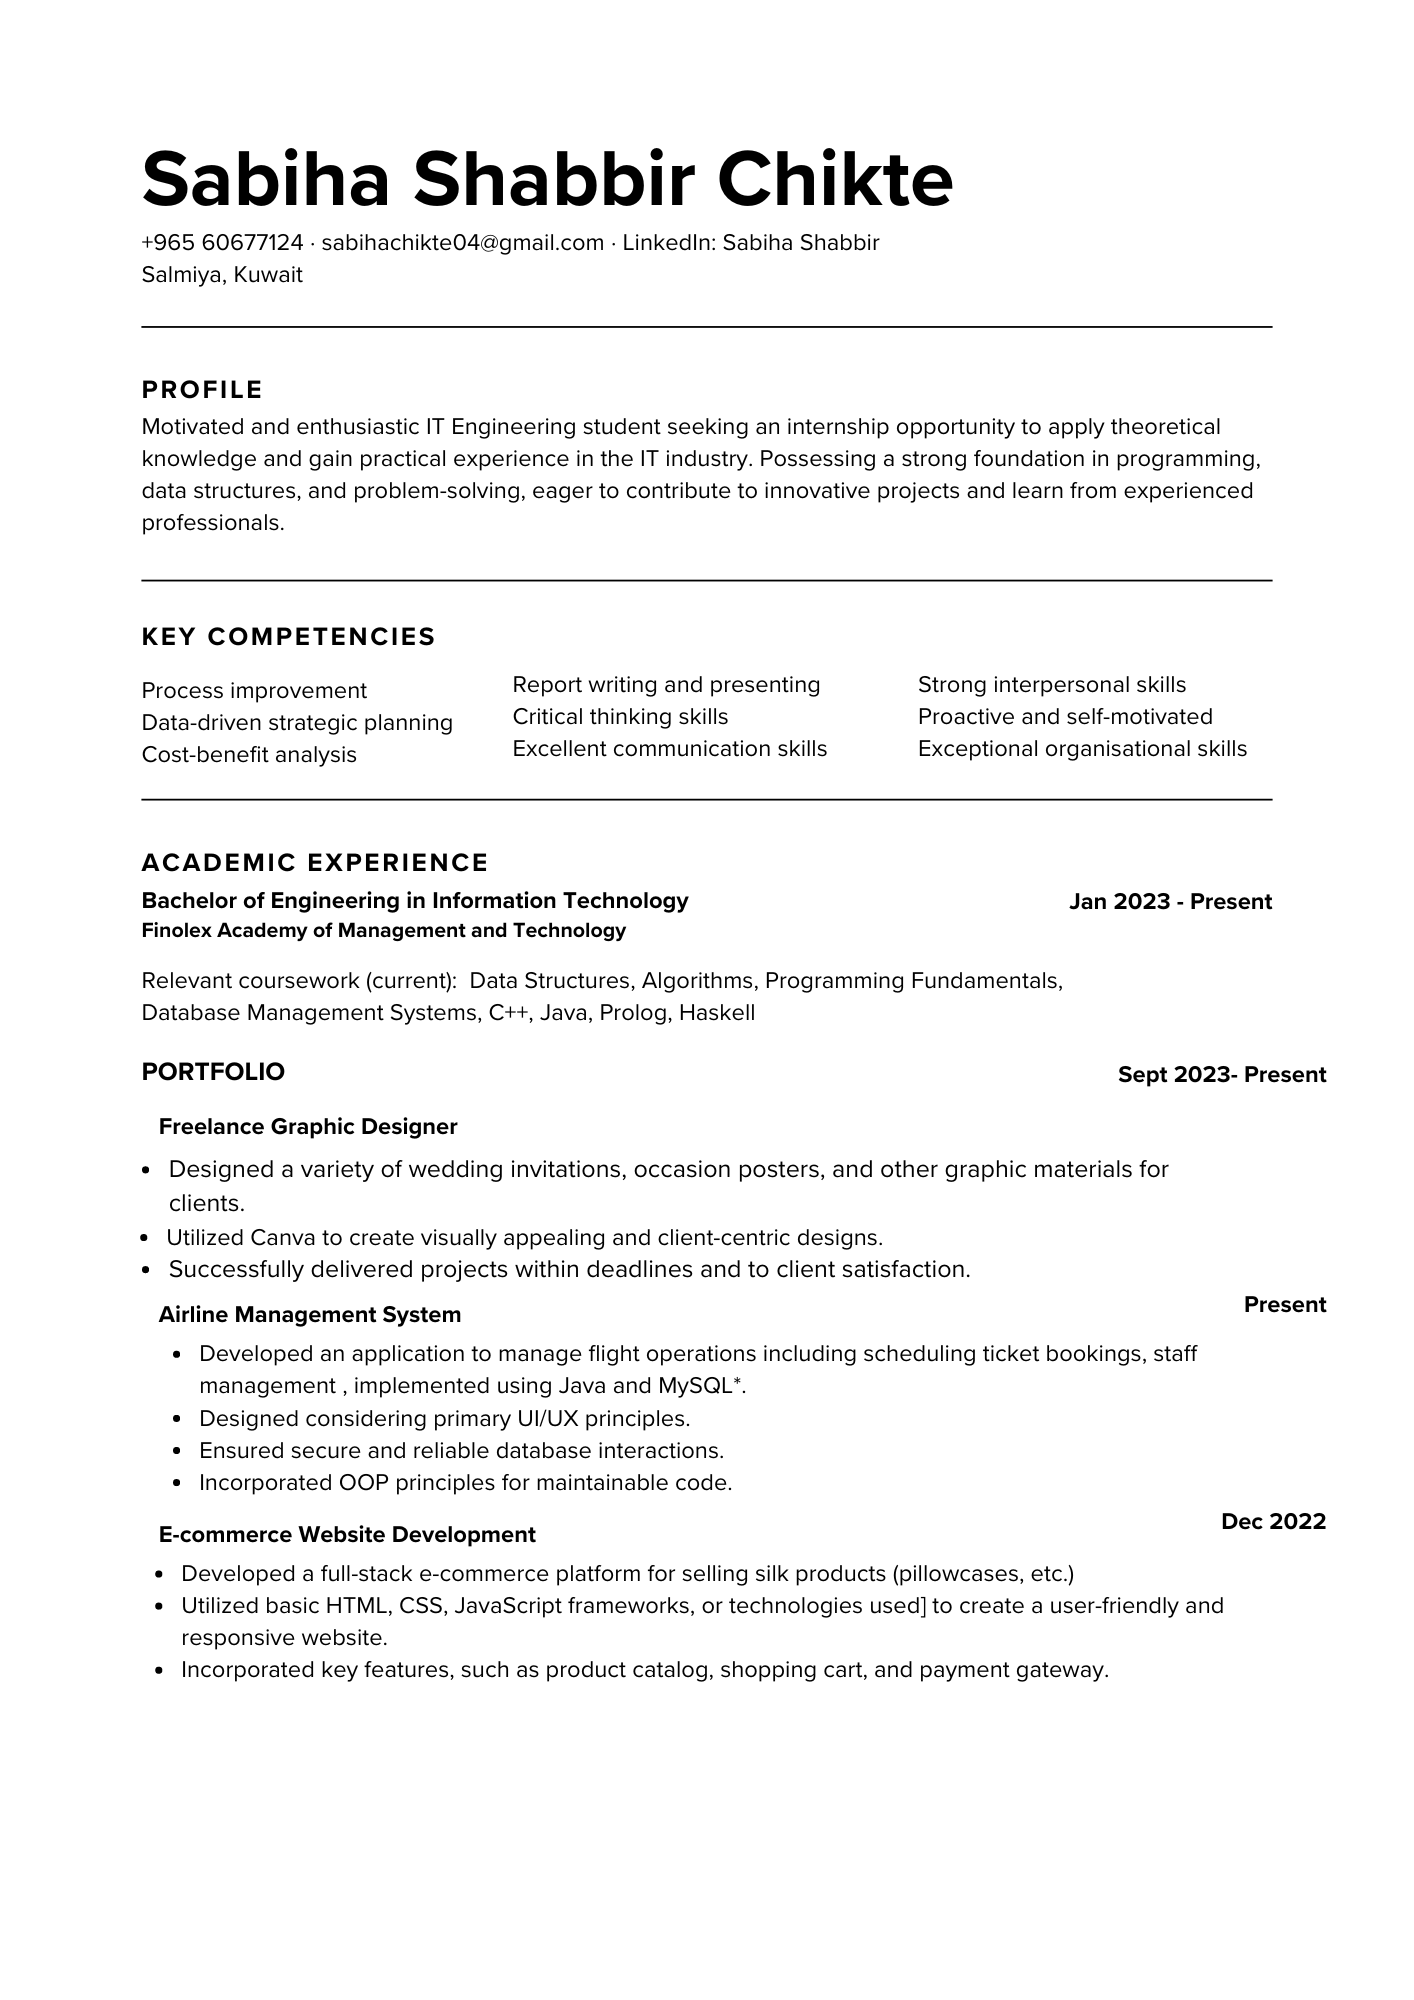 Sabiha Shabbir Chikte
+965 60677124 · sabihachikte04@gmail.com · LinkedIn: Sabiha Shabbir
Salmiya, Kuwait
PROFILE
Motivated and enthusiastic IT Engineering student seeking an internship opportunity to apply theoretical
knowledge and gain practical experience in the IT industry. Possessing a strong foundation in programming,
data structures, and problem-solving, eager to contribute to innovative projects and learn from experienced
professionals.
KEY COMPETENCIES
Process improvement
Data-driven strategic planning
Cost-benefit analysis
Report writing and presenting
Critical thinking skills
Excellent communication skills
Strong interpersonal skills
Proactive and self-motivated
Exceptional organisational skills
ACADEMIC EXPERIENCE
Bachelor of Engineering in Information Technology
Jan 2023 - Present
Finolex Academy of Management and Technology
Relevant coursework (current):  Data Structures, Algorithms, Programming Fundamentals,
Database Management Systems, C++, Java, Prolog, Haskell
PORTFOLIO
Sept 2023- Present
Freelance Graphic Designer
• Designed a variety of wedding invitations, occasion posters, and other graphic materials for
clients.
• Utilized Canva to create visually appealing and client-centric designs.
• Successfully delivered projects within deadlines and to client satisfaction.
Airline Management System
Present
• Developed an application to manage flight operations including scheduling ticket bookings, staff
management , implemented using Java and MySQL*.
• Designed considering primary UI/UX principles.
• Ensured secure and reliable database interactions.
• Incorporated OOP principles for maintainable code.
E-commerce Website Development
Dec 2022
• Developed a full-stack e-commerce platform for selling silk products (pillowcases, etc.)
• Utilized basic HTML, CSS, JavaScript frameworks, or technologies used] to create a user-friendly and
responsive website.
• Incorporated key features, such as product catalog, shopping cart, and payment gateway.